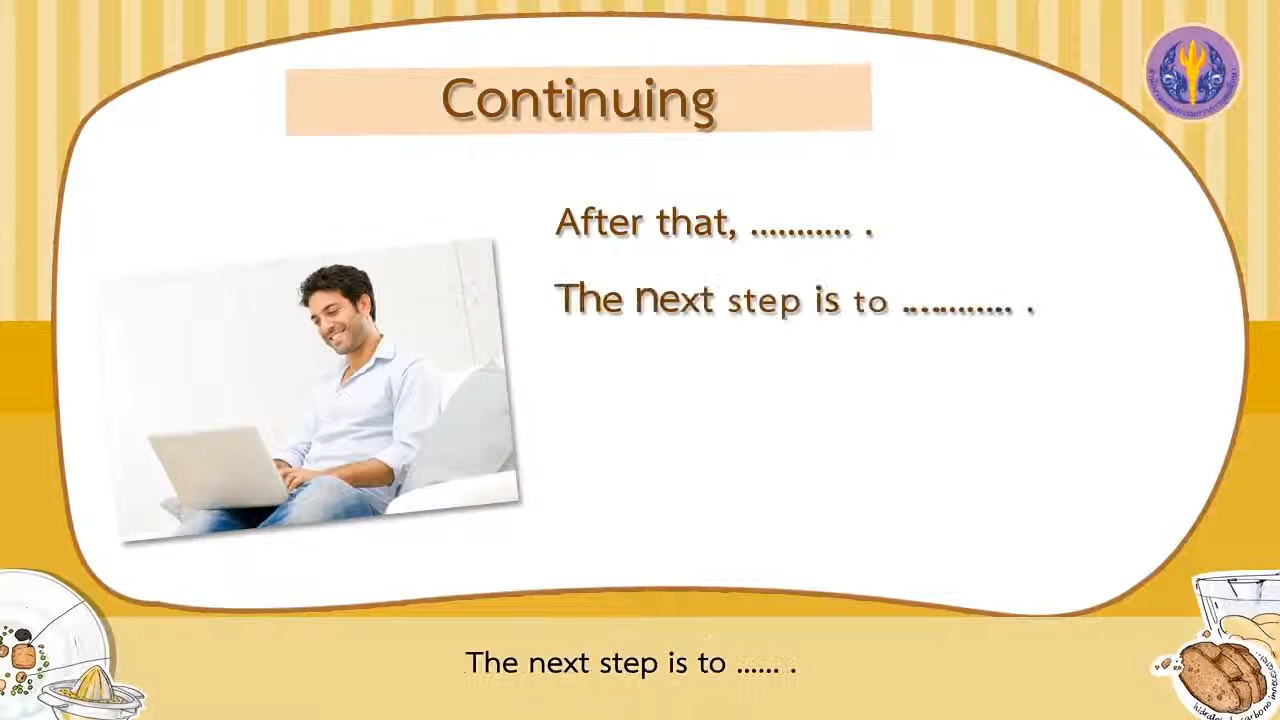 Continuing
After that, ........... .
The next step is to ............ .
The next step is to ...... .